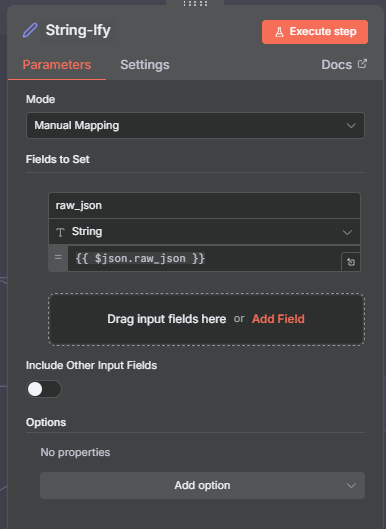 String-Ify
Execute step
Parameters
Settings
Docs
Mode
Manual Mapping
Fields to Set
raw_json
T String
= {{ $json.raw_json }}
Drag input fields here or Add Field
Include Other Input Fields
Options
No properties
Add option